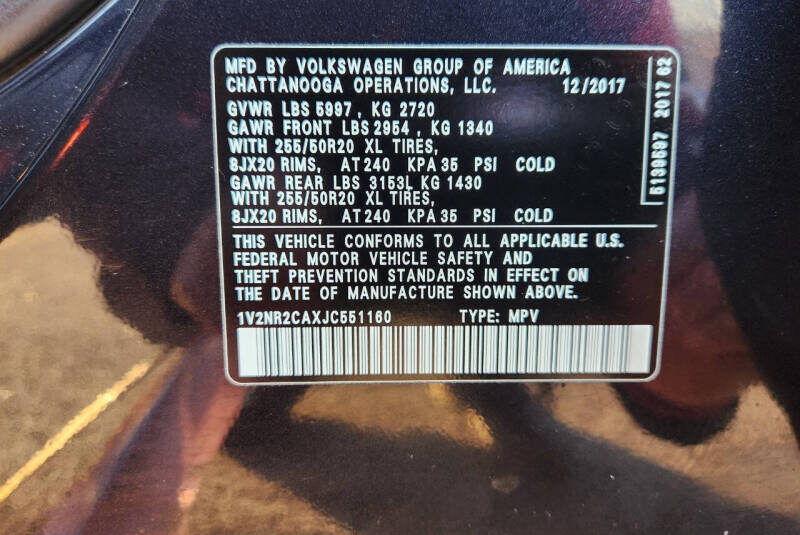 MFD BY VOLKSWAGEN GROUP OF AMERICA
CHATTANOOGA OPERATIONS, LLC. 12/2017
GVWR LBS 5997, KG 2720
GAWR FRONT LBS 2954, KG 1340
WITH 255/50R20 XL TIRES,
8JX20 RIMS, AT 240 KPA 35 PSI COLD
GAWR REAR LBS 3153L KG 1430
WITH 255/50R20 XL TIRES,
8JX20 RIMS, AT 240 KPA 35 PSI COLD
5139597 2017 62
THIS VEHICLE CONFORMS TO ALL APPLICABLE U.S.
FEDERAL MOTOR VEHICLE SAFETY AND
THEFT PREVENTION STANDARDS IN EFFECT ON
THE DATE OF MANUFACTURE SHOWN ABOVE.
1V2NR2CAXJC551160 TYPE: MPV